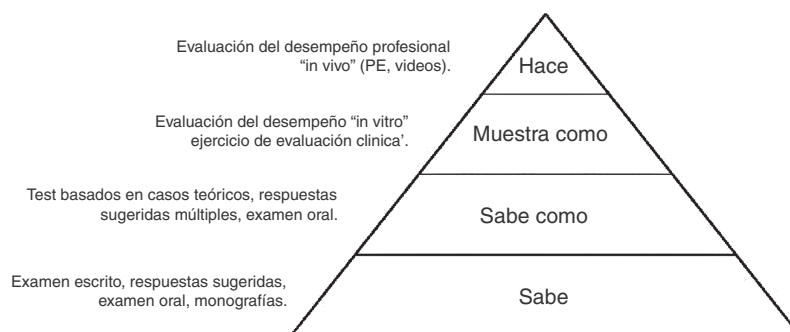 Evaluación del desempeño profesional
“in vivo” (PE, videos).
Hace
Evaluación del desempeño “in vitro”
ejercicio de evaluación clinica’.
Muestra como
Test basados en casos teóricos, respuestas
sugeridas múltiples, examen oral.
Sabe como
Examen escrito, respuestas sugeridas,
examen oral, monografías.
Sabe